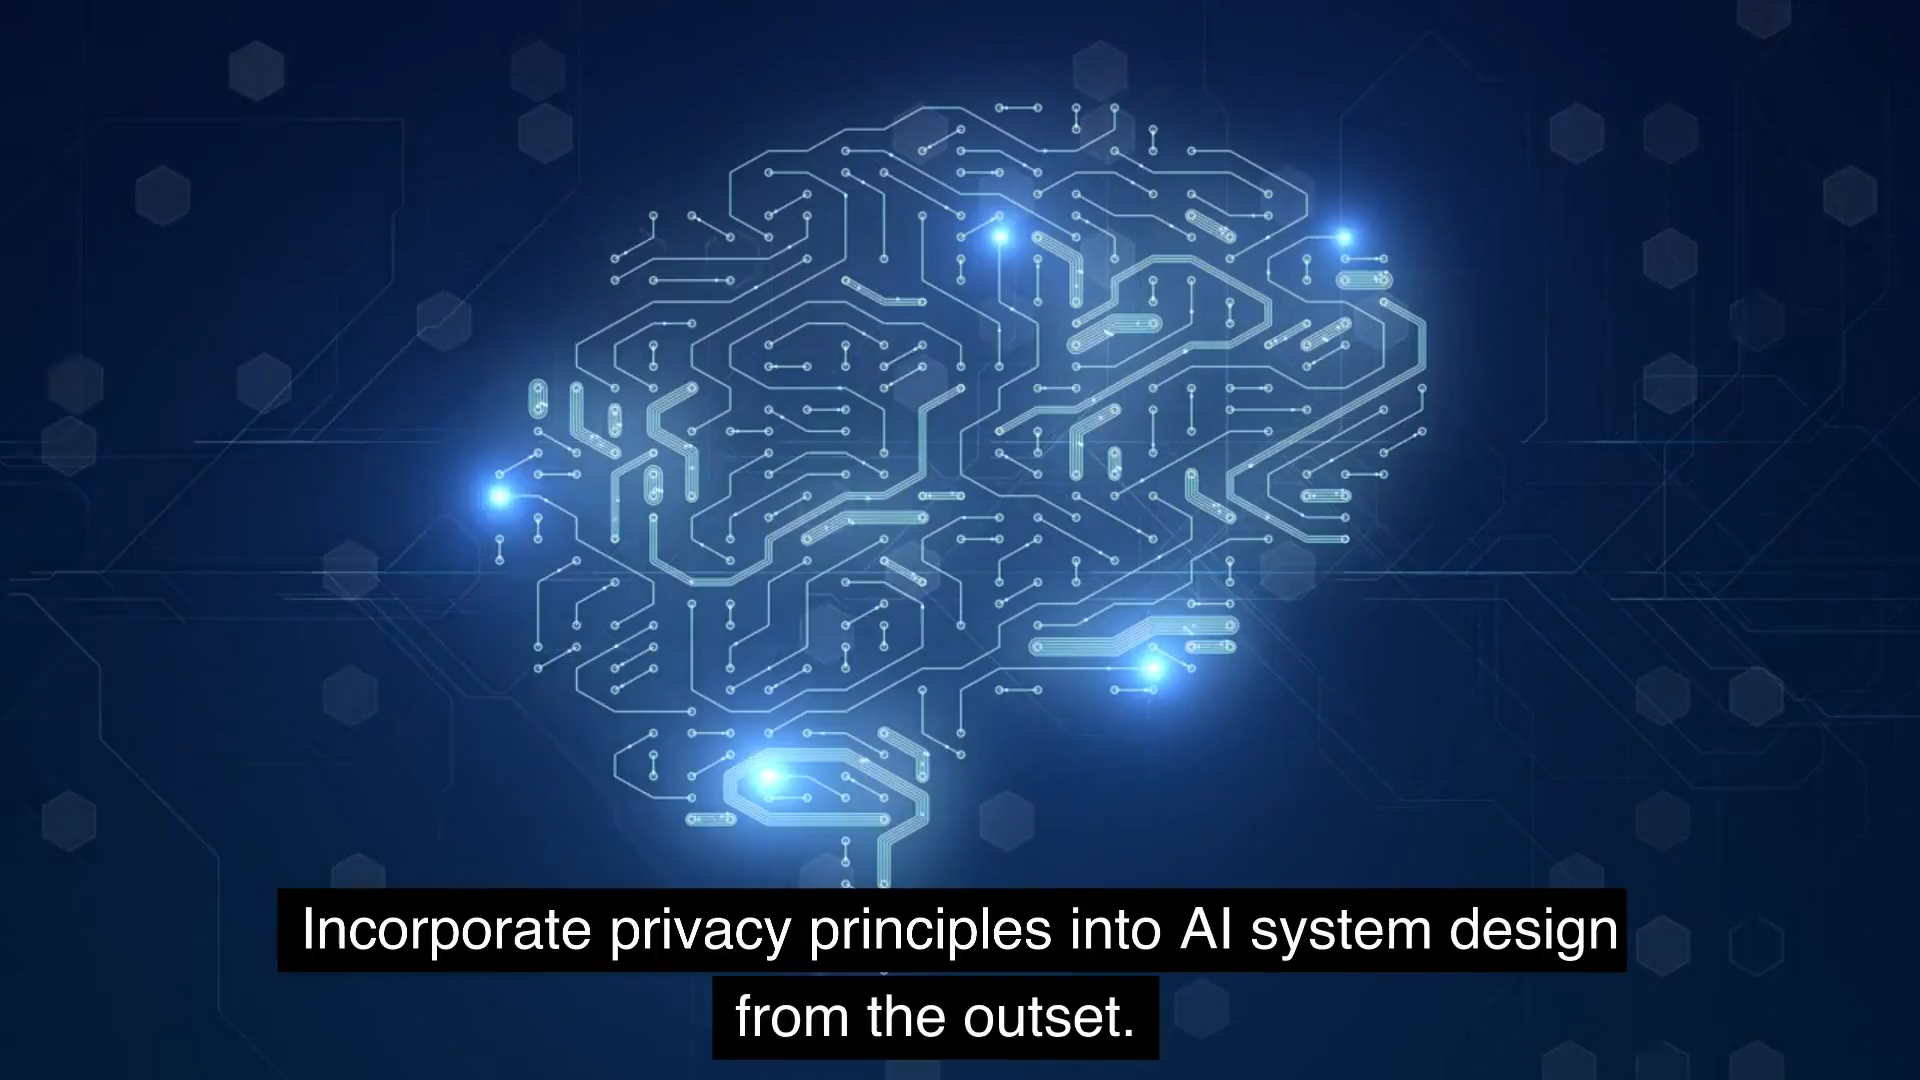 Incorporate privacy principles into AI system design
from the outset.